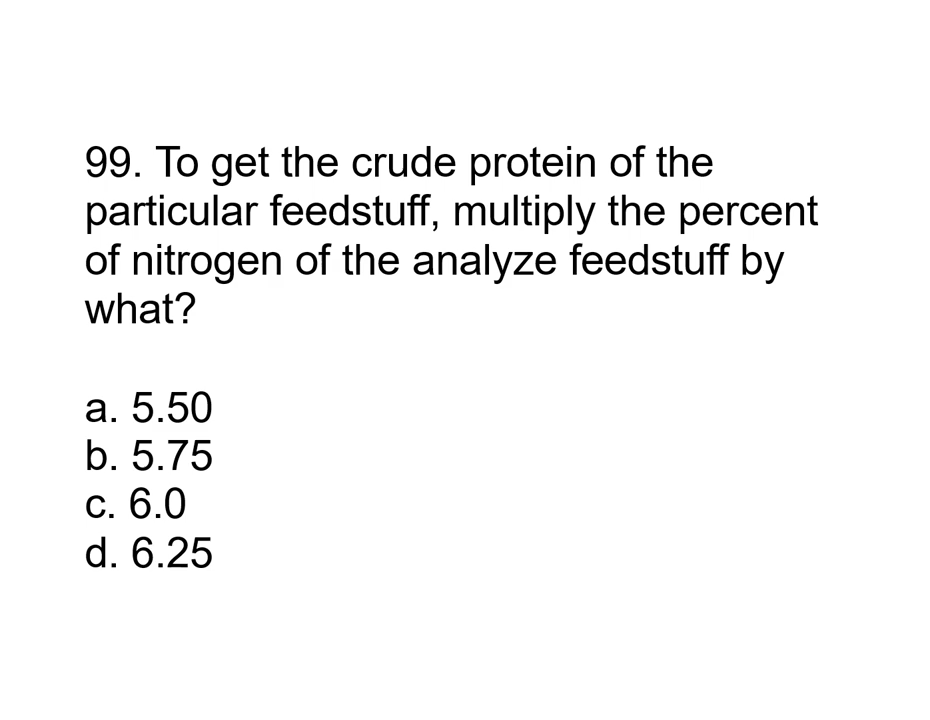 99. To get the crude protein of the
particular feedstuff, multiply the percent
of nitrogen of the analyze feedstuff by
what?
a. 5.50
b. 5.75
c. 6.0
d. 6.25